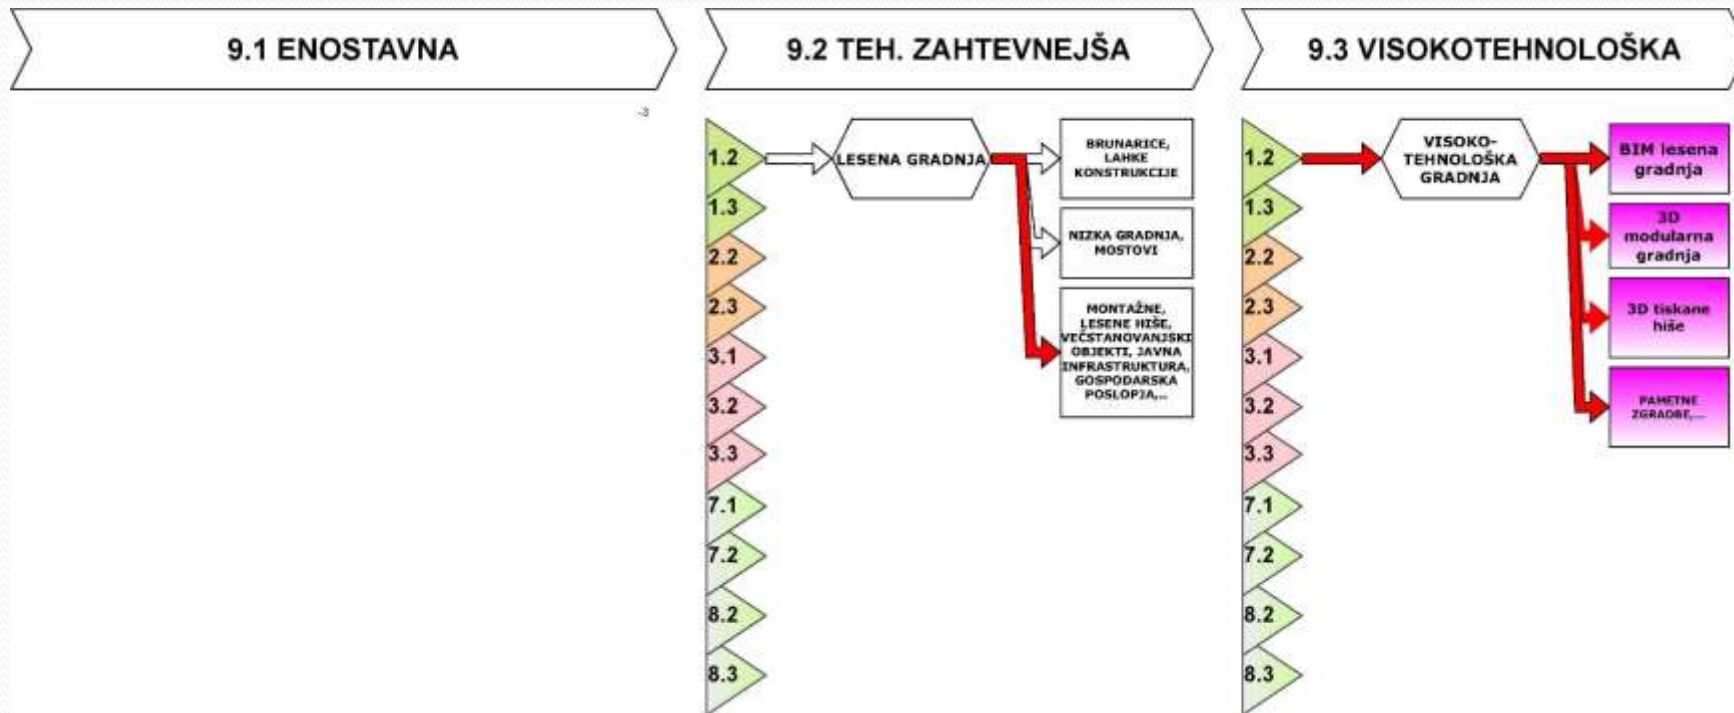 9.1 ENOSTAVNA
9.2 TEH. ZAHTEVNEJŠA
9.3 VISOKOTEHNOLOŠKA
-3
1.2
1.3
2.2
2.3
3.1
3.2
3.3
7.1
7.2
8.2
8.3
LESENA GRADNJA
BRUNARICE,
LAHKE
KONSTRUKCIJE
NIZKA GRADNJA,
MOSTOVI
MONTAŽNE,
LESENE HIŠE,
VEČSTANOVANJSKI
OBJEKTI, JAVNA
INFRASTRUKTURA,
GOSPODARSKA
POSLOPJA,...
1.2
1.3
2.2
2.3
3.1
3.2
3.3
7.1
7.2
8.2
8.3
VISOKO-
TEHNOLOŠKA
GRADNJA
BIM lesena
gradnja
3D
modularna
gradnja
3D tiskane
hiše
PAMETNE
ZGRADBE,...